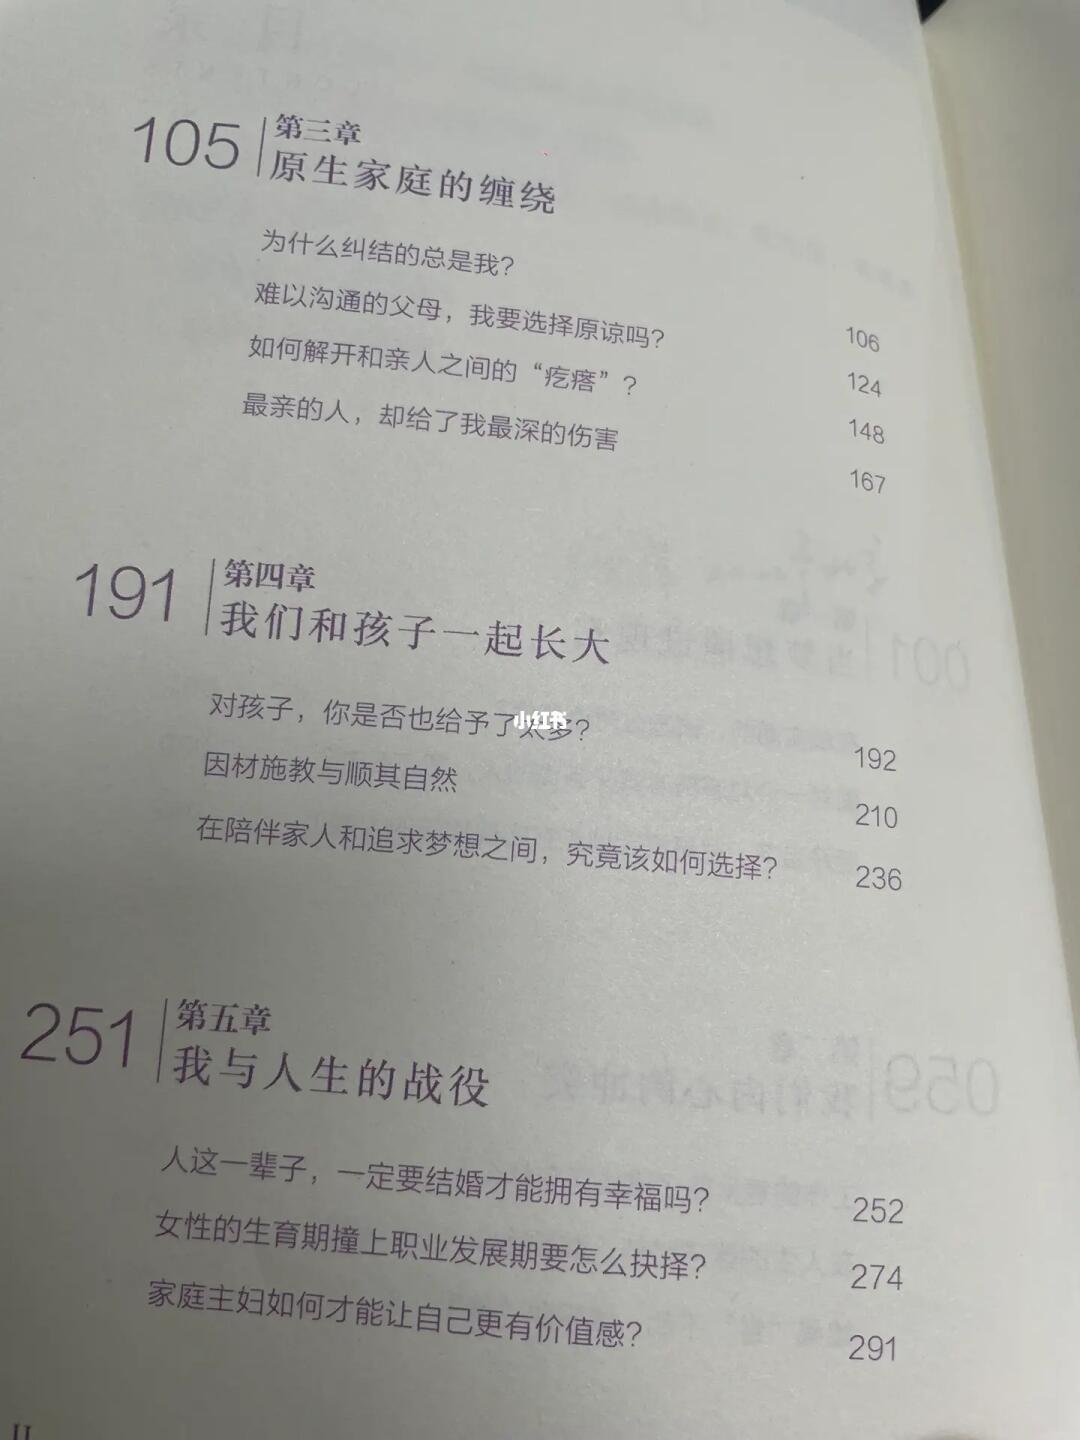 105
第三章
原生家庭的缠绕
为什么纠结的总是我? 106
难以沟通的父母，我要选择原谅吗? 124
如何解开和亲人之间的“疙瘩”? 148
最亲的人，却给了我最深的伤害 167
191
第四章
我们和孩子一起长大
对孩子，你是否也给予了太多? 192
小红书
因材施教与顺其自然 210
在陪伴家人和追求梦想之间，究竟该如何选择? 236
251
第五章
我与人生的战役
人这一辈子，一定要结婚才能拥有幸福吗? 252
女性的生育期撞上职业发展期要怎么抉择? 274
家庭主妇如何才能让自己更有价值感? 291
II